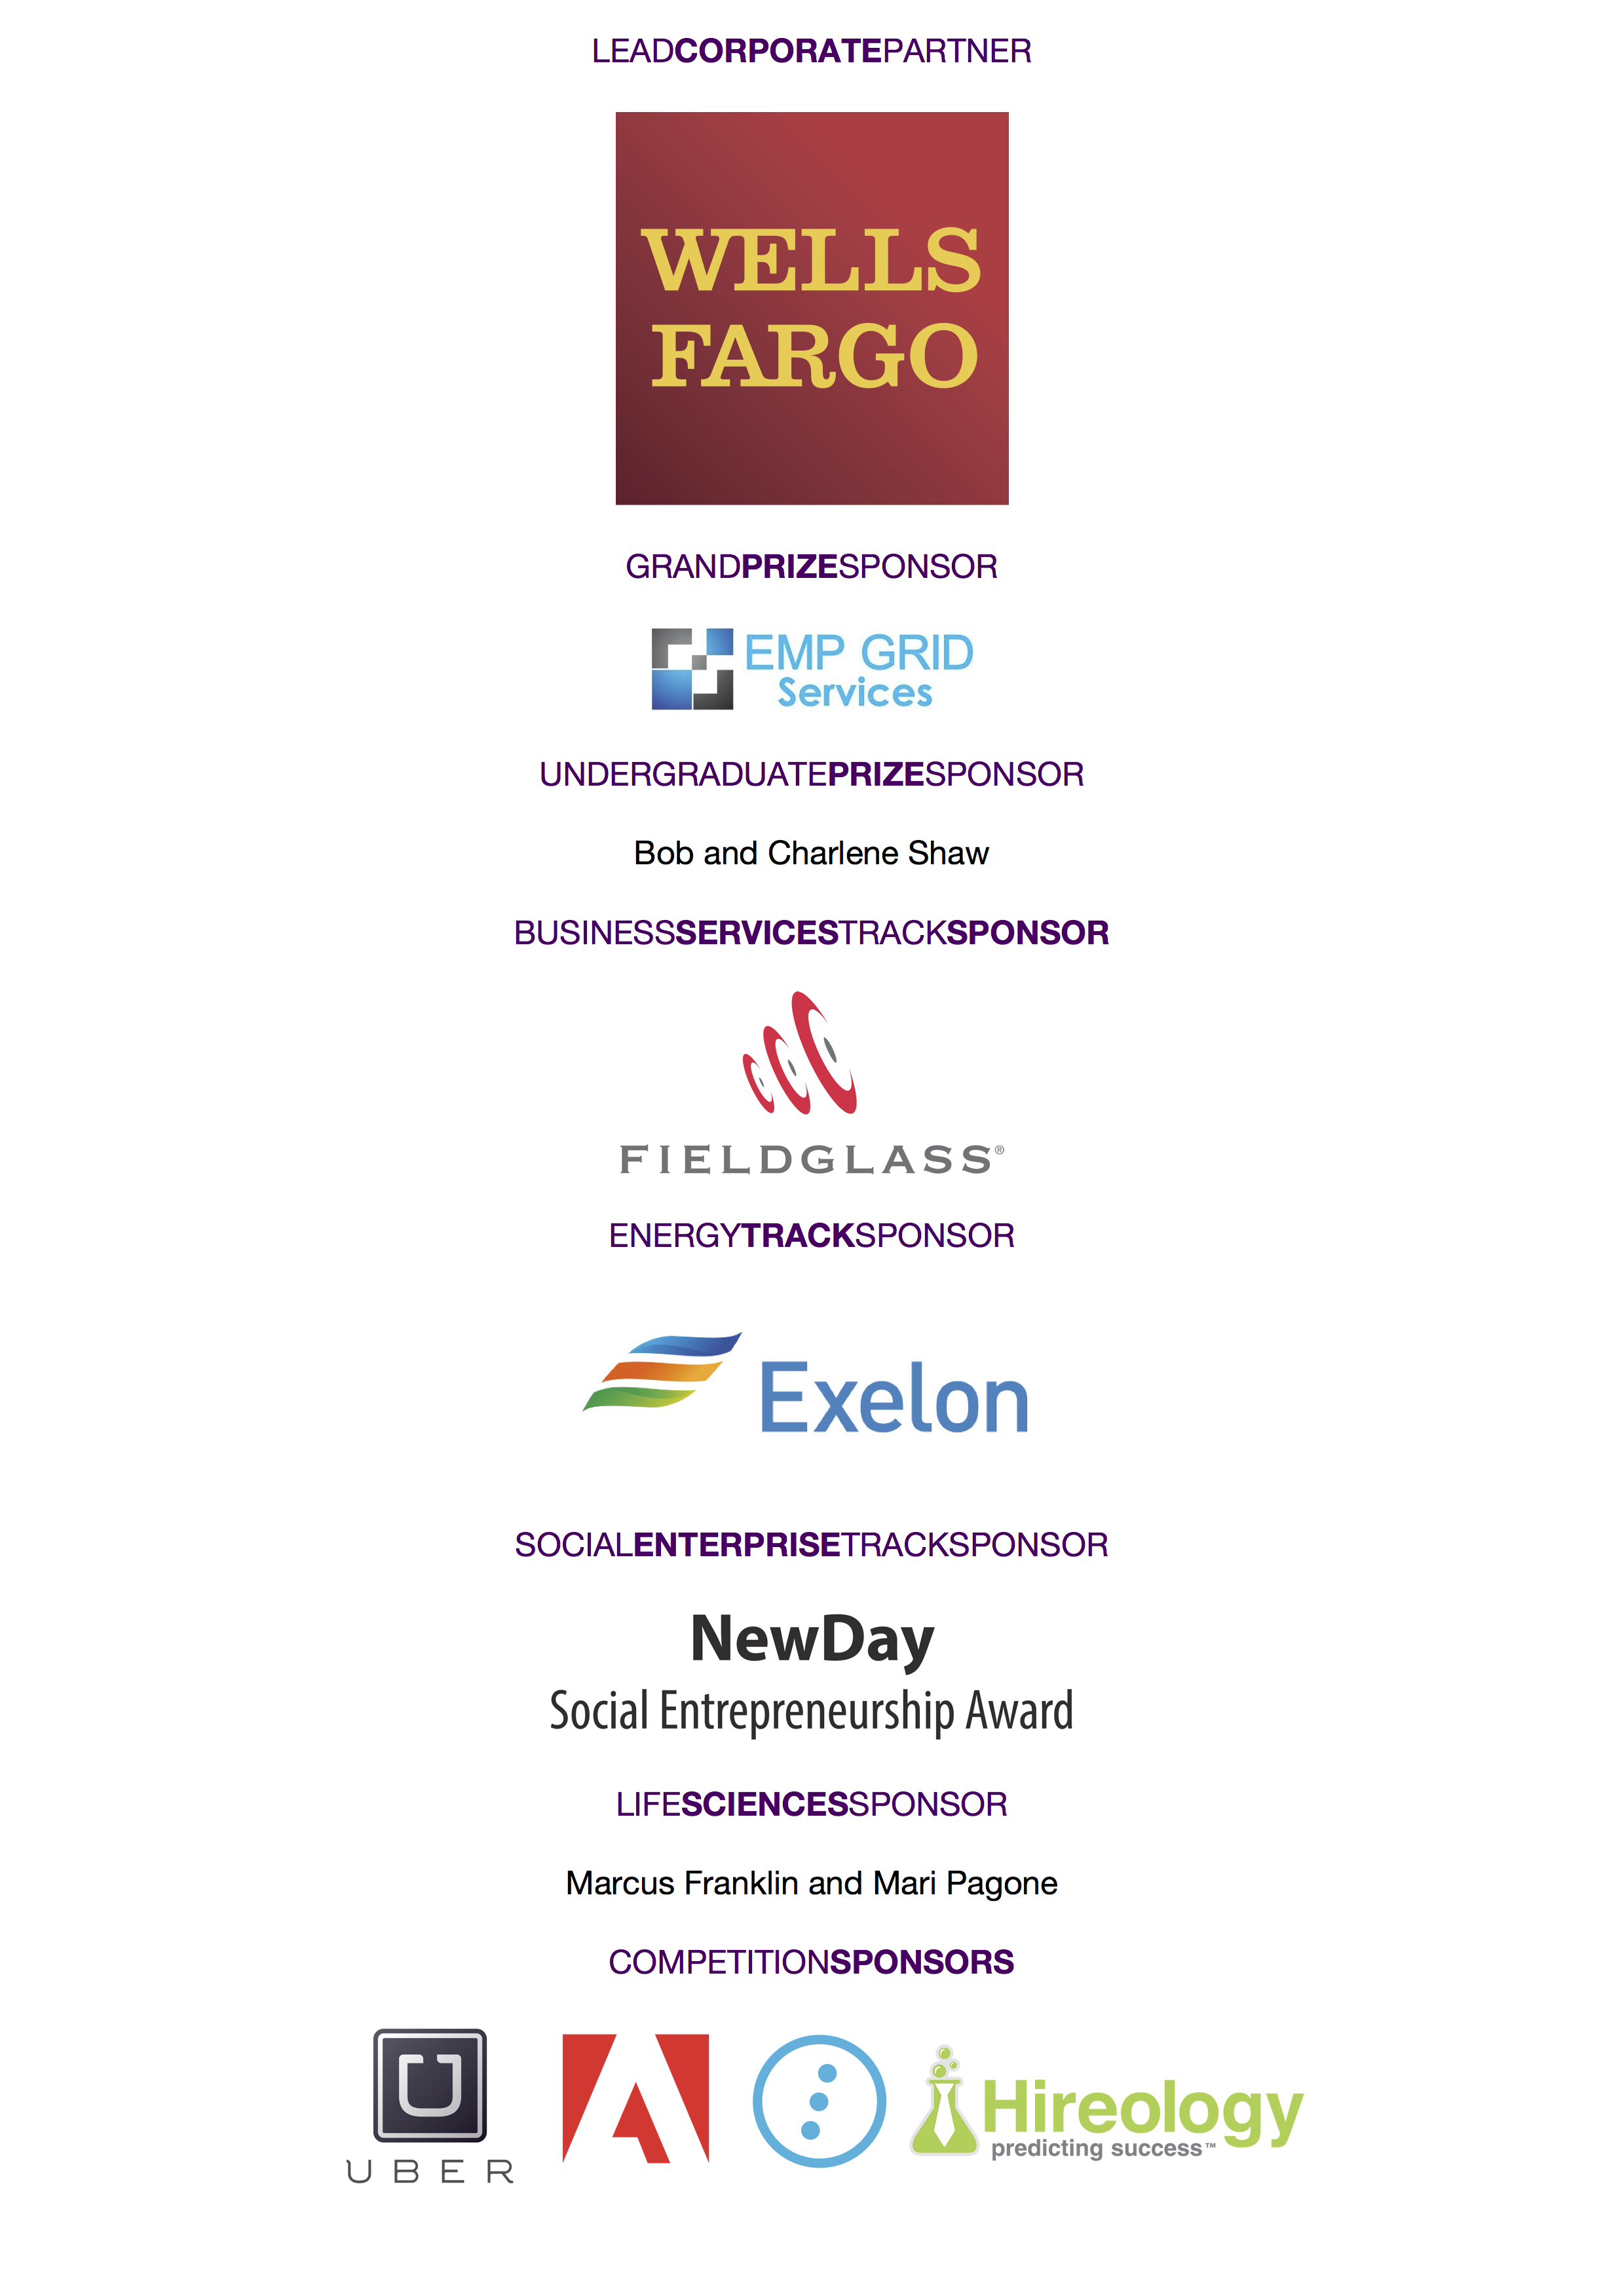 LEADCORPORATEPARTNER
WELLS
FARGO
GRANDPRIZESPONSOR
EMP GRID
Services
UNDERGRADUATEPRIZESPONSOR
Bob and Charlene Shaw
BUSINESSSERVICESTRACKSPONSOR
FIELDGLASS®
ENERGYTRACKSPONSOR
Exelon
SOCIALENTERPRISETRACKSPONSOR
NewDay
Social Entrepreneurship Award
LIFESCIENCESSPONSOR
Marcus Franklin and Mari Pagone
COMPETITIONSPONSORS
U
UBER
Hireology
predicting success™